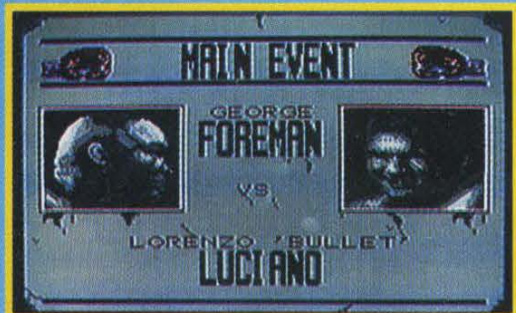 MAIN EVENT
GEORGE
FOREMAN
VS
LORENZO 'BULLET'
LUCIANO